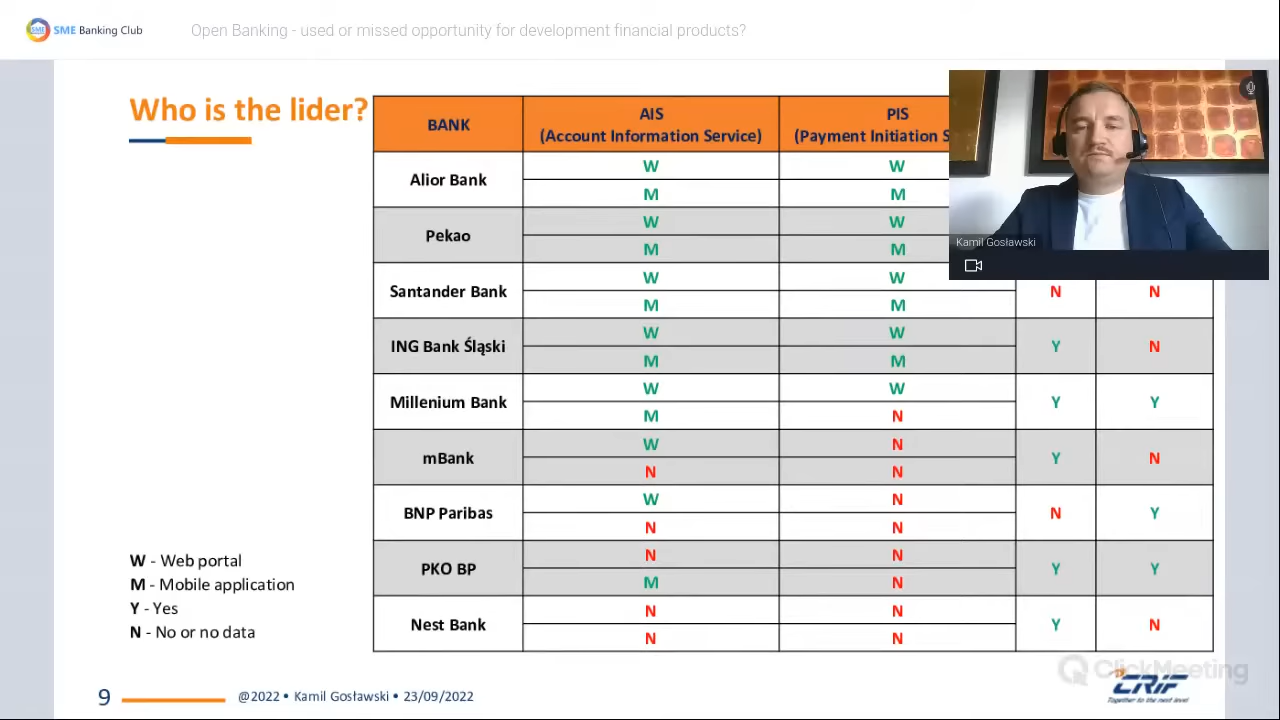 SME Banking Club
Open Banking - used or missed opportunity for development financial products?
Who is the lider?
BANK
AIS
(Account Information Service)
PIS
(Payment Initiation S
Kamil Gosławski
Alior Bank
W
W
M
M
Pekao
W
W
M
M
Santander Bank
W
W
M
M
N
N
ING Bank Śląski
W
W
M
M
Y
N
Millenium Bank
W
W
M
N
Y
Y
mBank
W
N
N
N
Y
N
BNP Paribas
W
N
N
N
N
Y
PKO BP
N
N
M
N
Y
Y
Nest Bank
N
N
N
N
Y
N
W - Web portal
M - Mobile application
Y - Yes
N - No or no data
9
@2022 • Kamil Gosławski • 23/09/2022
ClickMeeting
CRIF
Together to the next level